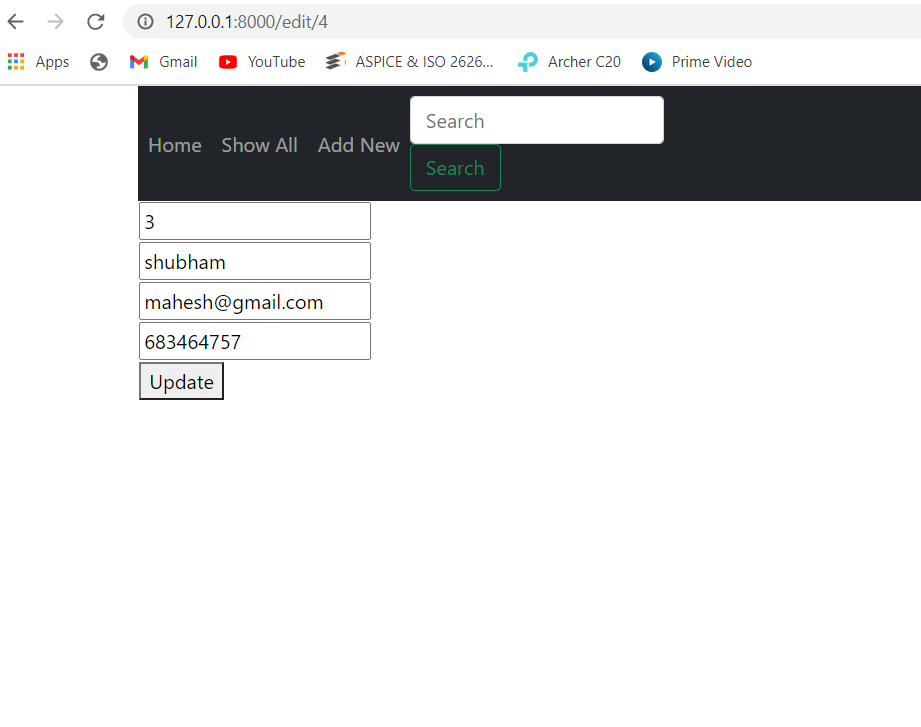 127.0.0.1:8000/edit/4
Apps Gmail YouTube ASPICE & ISO 2626... Archer C20 Prime Video
Search
Home Show All Add New
Search
3
shubham
mahesh@gmail.com
683464757
Update